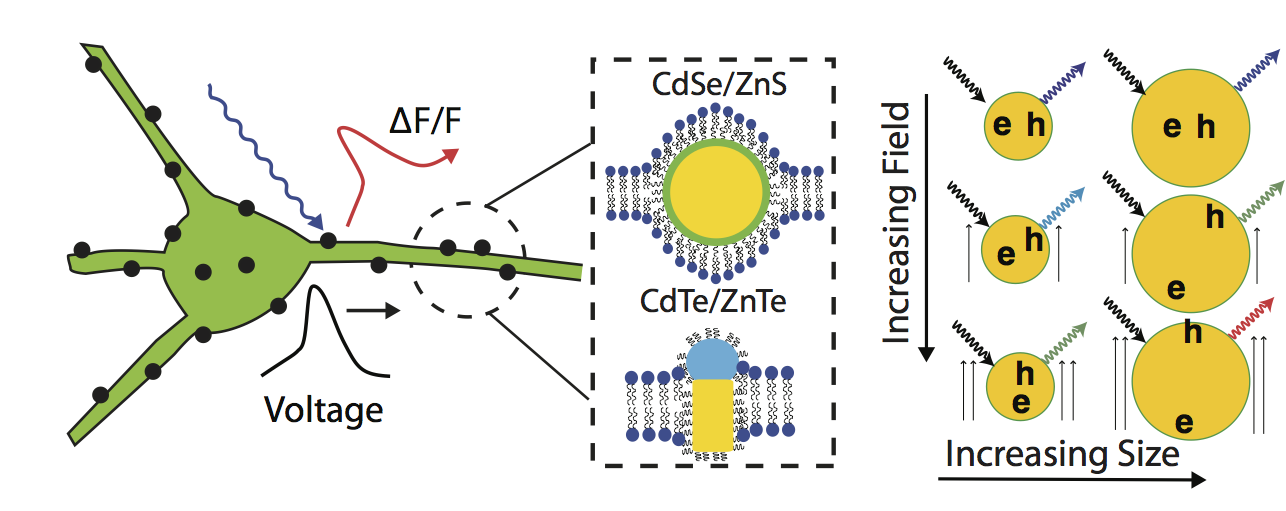 ΔF/F
Voltage
CdSe/ZnS
CdTe/ZnTe
Increasing Field
e h
e h
e h
h
e
h
e
h
e
Increasing Size